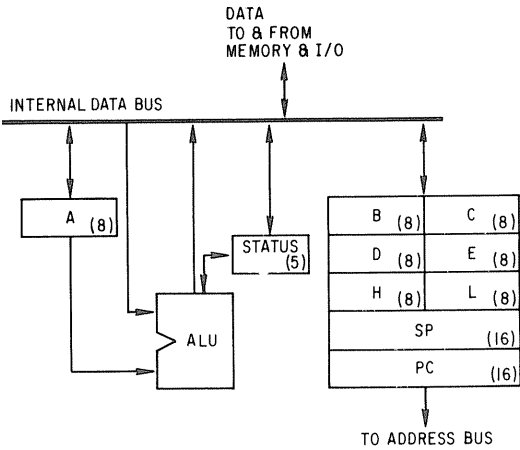 DATA
TO & FROM
MEMORY & I/O
INTERNAL DATA BUS
A (8)
B (8) C (8)
STATUS (5)
D (8) E (8)
H (8) L (8)
ALU
SP (16)
PC (16)
TO ADDRESS BUS